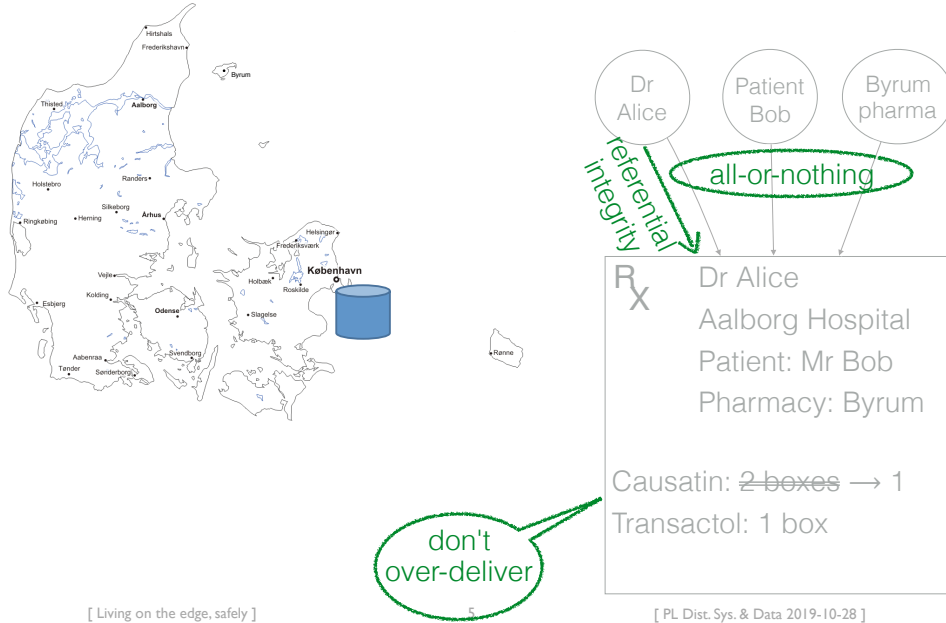 Hirtshals
Frederikshavn
Byrum
Thisted
Aalborg
Holstebro
Randers
Silkeborg
Ringkøbing
Herning
Århus
Helsingør
Frederiksværk
København
Vejle
Holbæk
Roskilde
Esbjerg
Kolding
Odense
Slagelse
Svendborg
Rønne
Aabenraa
Tønder
Sønderborg
Dr
Alice
Patient
Bob
Byrum
pharma
referential
integrity
all-or-nothing
Rx
Dr Alice
Aalborg Hospital
Patient: Mr Bob
Pharmacy: Byrum
Causatin: 2 boxes → 1
Transactol: 1 box
don't
over-deliver
[ Living on the edge, safely ]
5
[ PL Dist. Sys. & Data 2019-10-28 ]